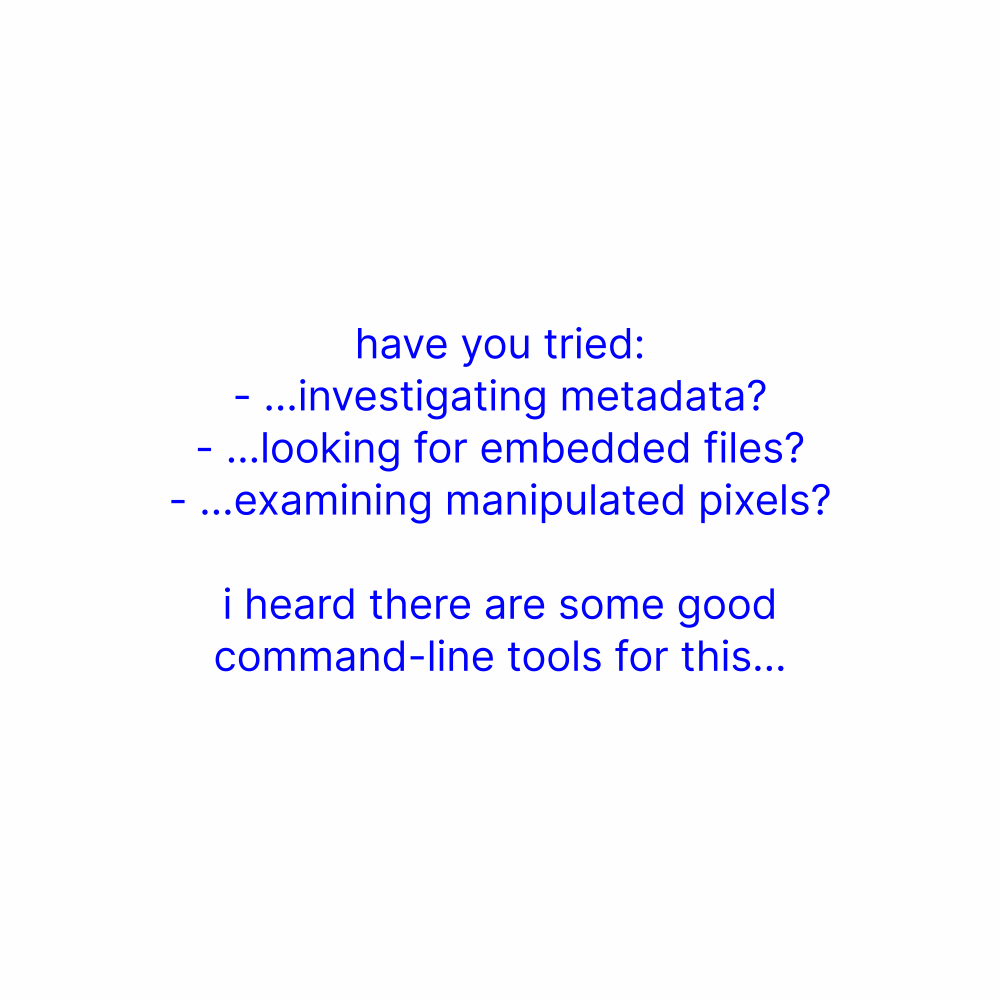 have you tried:
- ...investigating metadata?
- ...looking for embedded files?
- ...examining manipulated pixels?
i heard there are some good
command-line tools for this...